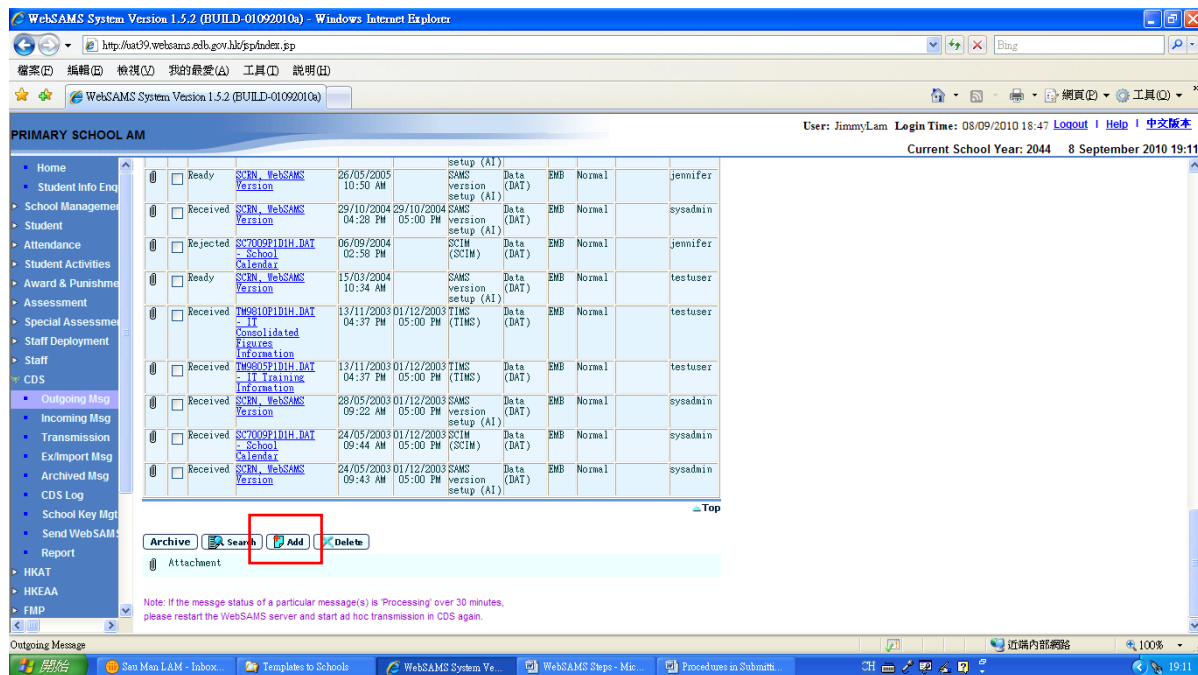 WebSAMS System Version 1.5.2 (BUILD-01092010a) - Windows Internet Explorer
http://uat39.websams.edb.gov.hk/jsp/index.jsp
Bing
檔案(F) 編輯(E) 檢視(V) 我的最愛(A) 工具(T) 説明(H)
WebSAMS System Version 1.5.2 (BUILD-01092010a)
網頁(P) 工具(O)
PRIMARY SCHOOL AM
User: JimmyLam Login Time: 08/09/2010 18:47 Logout | Help | 中文版本
Current School Year: 2044 8 September 2010 19:11
Home
Student Info Enq
School Managemen
Student
Attendance
Student Activities
Award & Punishme
Assessment
Special Assessmen
Staff Deployment
Staff
CDS
Outgoing Msg
Incoming Msg
Transmission
Ex/Import Msg
Archived Msg
CDS Log
School Key Mgt
Send WebSAMS
Report
HKAT
HKEAA
FMP
setup (AI)
Ready SCRN, WebSAMS 26/05/2005 SAMS Data EMB Normal jennifer
Version 10:50 AM version (DAT)
setup (AI)
Received SCRN, WebSAMS 29/10/2004 29/10/2004 SAMS Data EMB Normal sysadmin
Version 04:28 PM 05:00 PM version (DAT)
setup (AI)
Rejected SC7009P1D1H.DAT 06/09/2004 SCIM Data EMB Normal jennifer
- School 02:58 PM (SCIM) (DAT)
Calendar
Ready SCRN, WebSAMS 15/03/2004 SAMS Data EMB Normal testuser
Version 10:34 AM version (DAT)
setup (AI)
Received TM9810P1D1H.DAT 13/11/2003 01/12/2003 TIMS Data EMB Normal testuser
- IT 04:37 PM 05:00 PM (TIMS) (DAT)
Consolidated
Figures
Information
Received TM9805P1D1H.DAT 13/11/2003 01/12/2003 TIMS Data EMB Normal testuser
- IT Training 04:37 PM 05:00 PM (TIMS) (DAT)
Information
Received SCRN, WebSAMS 28/05/2003 01/12/2003 SAMS Data EMB Normal sysadmin
Version 09:22 AM 05:00 PM version (DAT)
setup (AI)
Received SC7009P1D1H.DAT 24/05/2003 01/12/2003 SCIM Data EMB Normal sysadmin
- School 09:44 AM 05:00 PM (SCIM) (DAT)
Calendar
Received SCRN, WebSAMS 24/05/2003 01/12/2003 SAMS Data EMB Normal sysadmin
Version 09:43 AM 05:00 PM version (DAT)
setup (AI)
Top
Archive Search Add Delete
Attachment
Note: If the messge status of a particular message(s) is 'Processing' over 30 minutes,
please restart the WebSAMS server and start ad hoc transmission in CDS again.
Outgoing Message 近端內部網路 100%
開始 Sau Man LAM - Inbox... Templates to Schools WebSAMS System Ve... WebSAMS Steps - Mic... Procedures in Submitti... CH 19:11